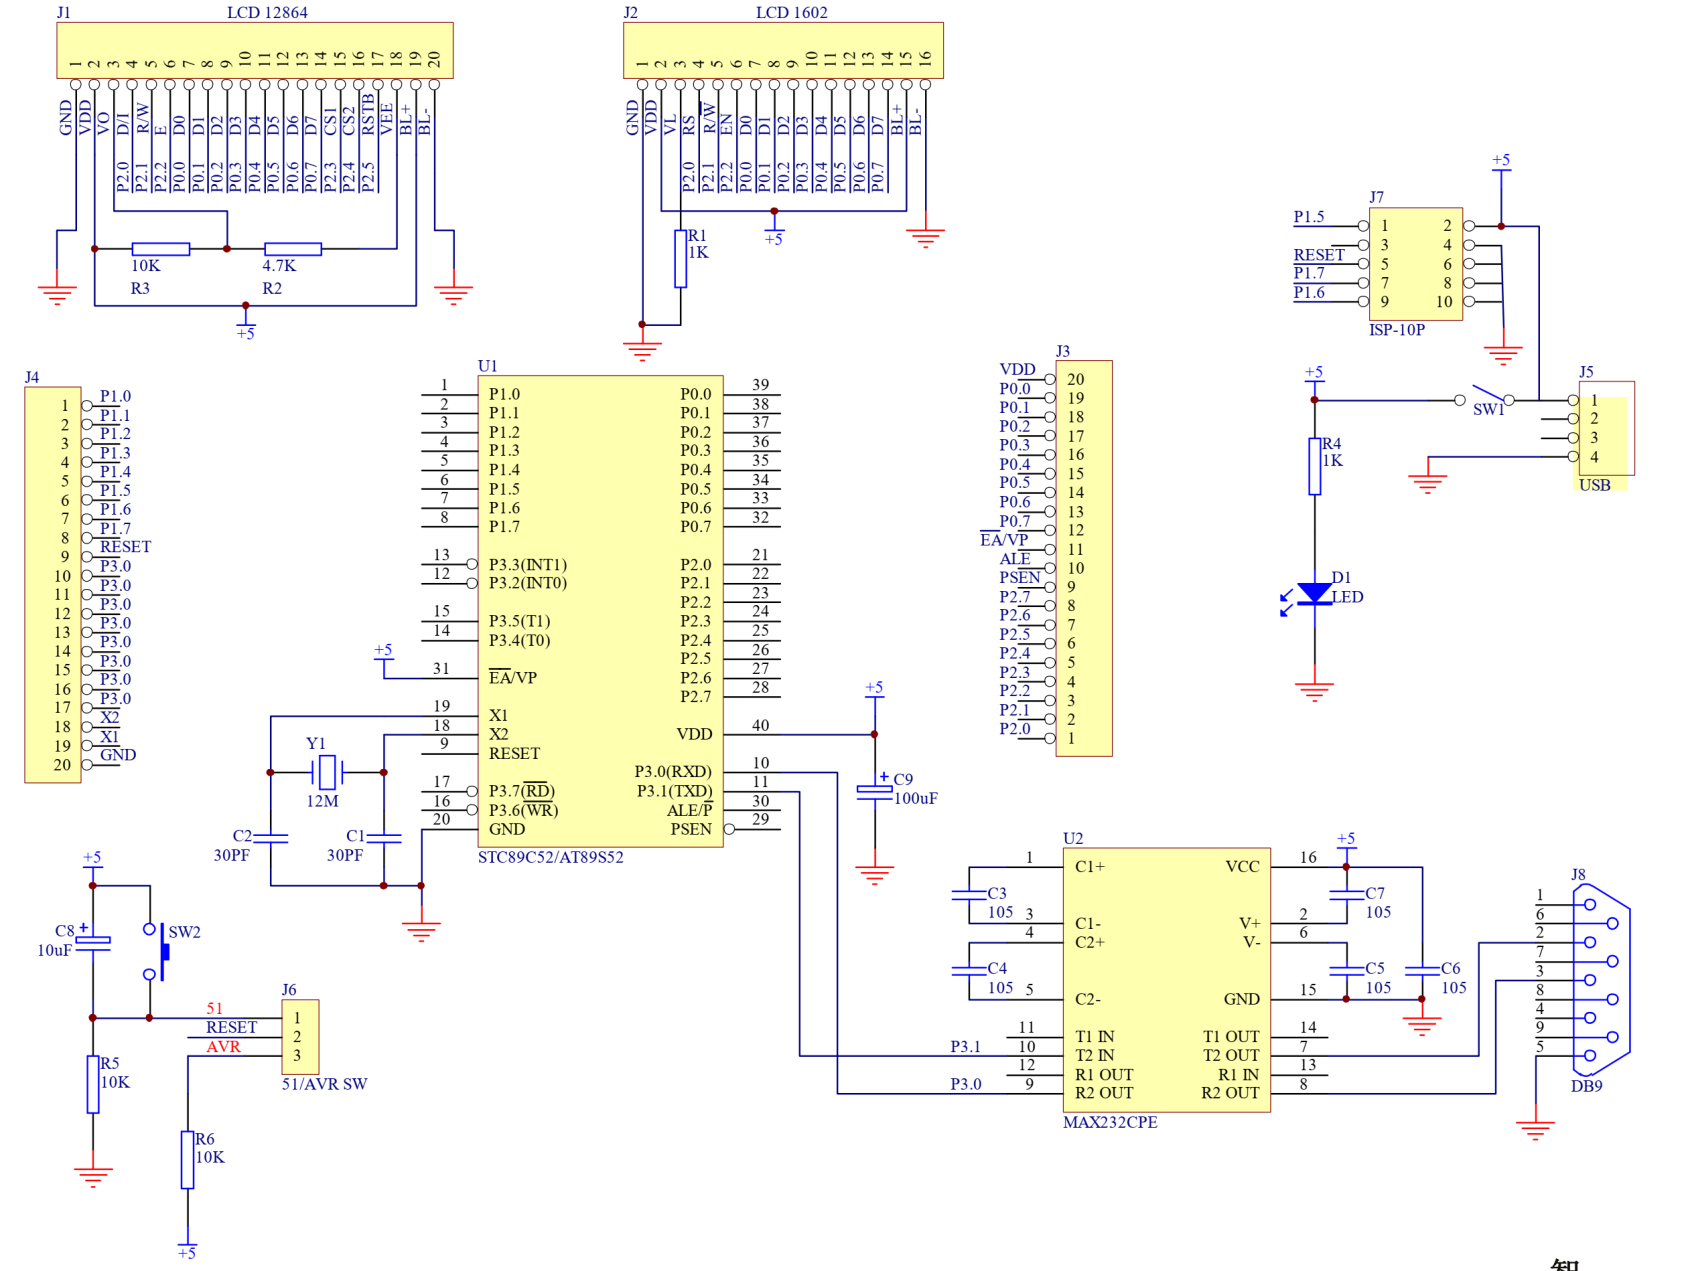 J1 LCD 12864
1 2 3 4 5 6 7 8 9 10 11 12 13 14 15 16 17 18 19 20
GND VDD VO D/I R/W E D0 D1 D2 D3 D4 D5 D6 D7 CS1 CS2 RSTB VEE BL+ BL-
P2.0 P2.1 P2.2 P0.0 P0.1 P0.2 P0.3 P0.4 P0.5 P0.6 P0.7 P2.3 P2.4 P2.5
10K 4.7K
R3 R2
+5
J2 LCD 1602
1 2 3 4 5 6 7 8 9 10 11 12 13 14 15 16
GND VDD VL RS R/W EN D0 D1 D2 D3 D4 D5 D6 D7 BL+ BL-
P2.0 P2.1 P2.2 P0.0 P0.1 P0.2 P0.3 P0.4 P0.5 P0.6 P0.7
+5
R1
1K
+5
J7
P1.5 1 2
3 4
RESET 5 6
P1.7 7 8
P1.6 9 10
ISP-10P
J4
1 P1.0
2 P1.1
3 P1.2
4 P1.3
5 P1.4
6 P1.5
7 P1.6
8 P1.7
9 RESET
10 P3.0
11 P3.0
12 P3.0
13 P3.0
14 P3.0
15 P3.0
16 P3.0
17 P3.0
18 X2
19 X1
20 GND
U1
1 P1.0 P0.0 39
2 P1.1 P0.1 38
3 P1.2 P0.2 37
4 P1.3 P0.3 36
5 P1.4 P0.4 35
6 P1.5 P0.5 34
7 P1.6 P0.6 33
8 P1.7 P0.7 32
13 P3.3(INT1) P2.0 21
12 P3.2(INT0) P2.1 22
P2.2 23
15 P3.5(T1) P2.3 24
14 P3.4(T0) P2.4 25
P2.5 26
+5 31 EA/VP P2.6 27
P2.7 28
19 X1
18 X2 VDD 40
9 RESET
P3.0(RXD) 10
17 P3.7(RD) P3.1(TXD) 11
16 P3.6(WR) ALE/P 30
20 GND PSEN 29
STC89C52/AT89S52
Y1
12M
C2
30PF
C1
30PF
+5
C9
100uF
J3
VDD 20
P0.0 19
P0.1 18
P0.2 17
P0.3 16
P0.4 15
P0.5 14
P0.6 13
P0.7 12
EA/VP 11
ALE 10
PSEN 9
P2.7 8
P2.6 7
P2.5 6
P2.4 5
P2.3 4
P2.2 3
P2.1 2
P2.0 1
+5
SW1
J5
1
2
3
4
USB
R4
1K
D1
LED
+5
C8
10uF
SW2
J6
51 1
RESET 2
AVR 3
51/AVR SW
R5
10K
R6
10K
+5
U2
1 C1+ VCC 16
3 C1- V+ 2
4 C2+ V- 6
5 C2- GND 15
11 T1 IN T1 OUT 14
P3.1 10 T2 IN T2 OUT 7
12 R1 OUT R1 IN 13
P3.0 9 R2 OUT R2 OUT 8
MAX232CPE
C3
105
C4
105
+5
C7
105
C5
105
C6
105
J8
1
6
2
7
3
8
4
9
5
DB9